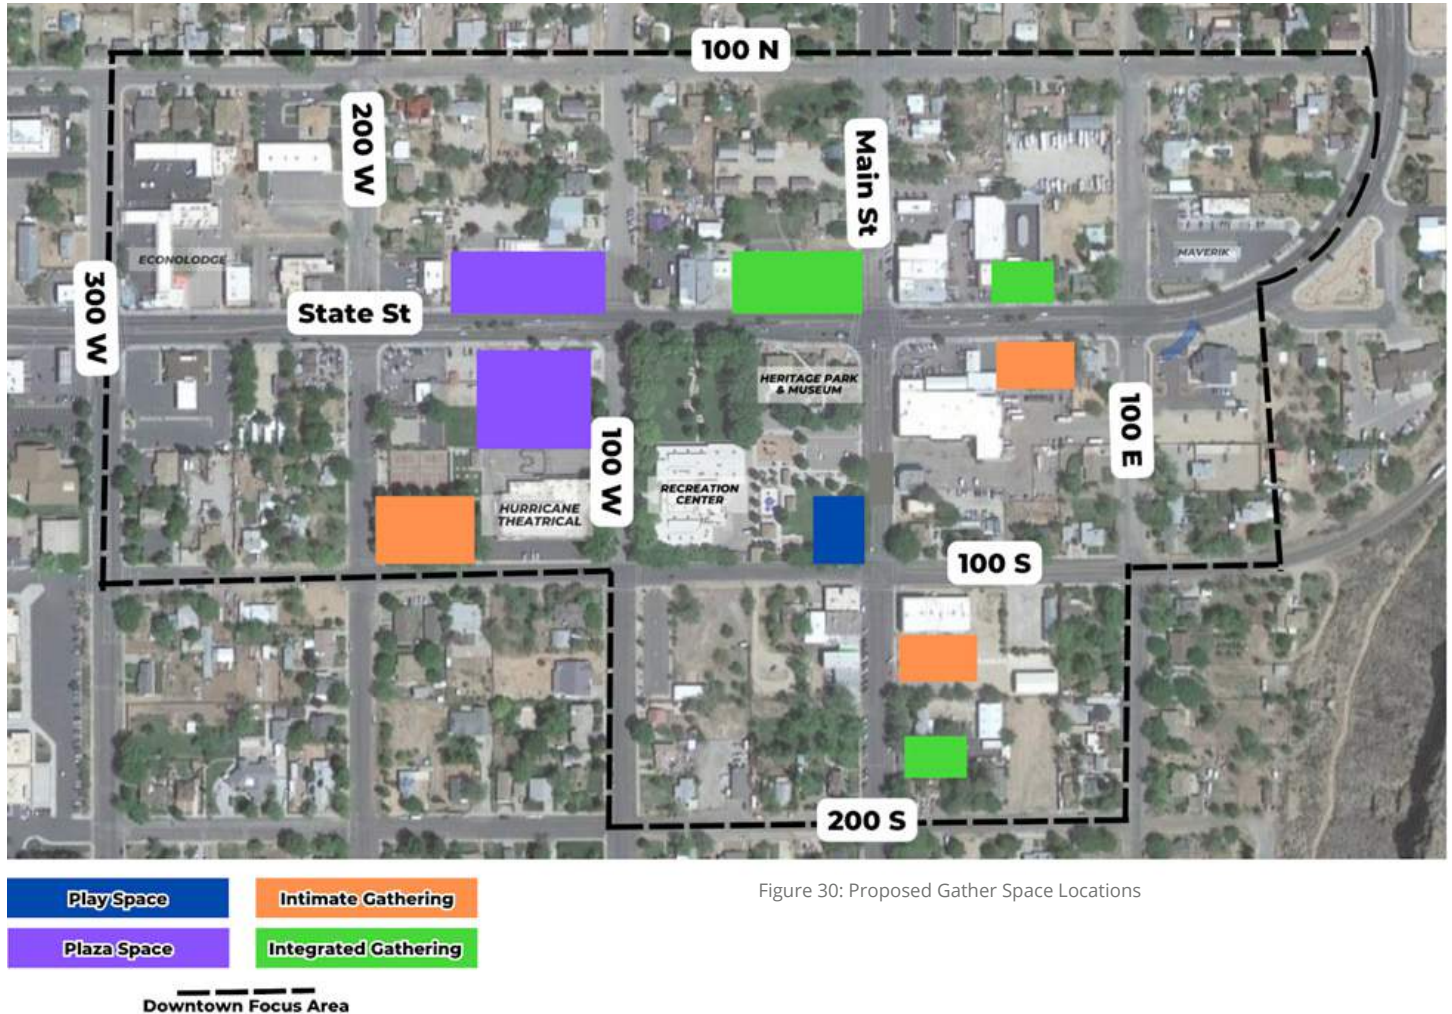 100 N
200 W
Main St
ECONOLODGE
MAVERIK
300 W
State St
HERITAGE PARK
& MUSEUM
100 E
100 W
RECREATION
CENTER
HURRICANE
THEATRICAL
100 S
200 S
Play Space
Intimate Gathering
Plaza Space
Integrated Gathering
Downtown Focus Area
Figure 30: Proposed Gather Space Locations